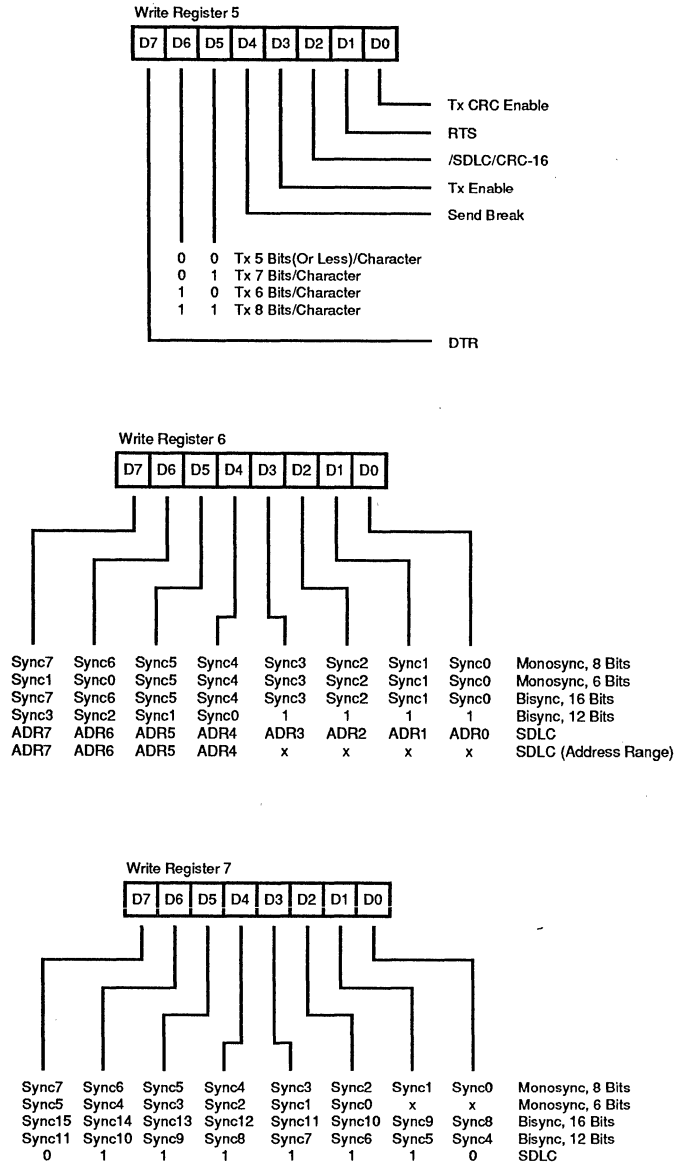 Write Register 5
D7 D6 D5 D4 D3 D2 D1 D0
Tx CRC Enable
RTS
/SDLC/CRC-16
Tx Enable
Send Break
0 0 Tx 5 Bits(Or Less)/Character
0 1 Tx 7 Bits/Character
1 0 Tx 6 Bits/Character
1 1 Tx 8 Bits/Character
DTR
Write Register 6
D7 D6 D5 D4 D3 D2 D1 D0
Sync7 Sync6 Sync5 Sync4 Sync3 Sync2 Sync1 Sync0 Monosync, 8 Bits
Sync1 Sync0 Sync5 Sync4 Sync3 Sync2 Sync1 Sync0 Monosync, 6 Bits
Sync7 Sync6 Sync5 Sync4 Sync3 Sync2 Sync1 Sync0 Bisync, 16 Bits
Sync3 Sync2 Sync1 Sync0 1 1 1 1 Bisync, 12 Bits
ADR7 ADR6 ADR5 ADR4 ADR3 ADR2 ADR1 ADR0 SDLC
ADR7 ADR6 ADR5 ADR4 x x x x SDLC (Address Range)
Write Register 7
D7 D6 D5 D4 D3 D2 D1 D0
Sync7 Sync6 Sync5 Sync4 Sync3 Sync2 Sync1 Sync0 Monosync, 8 Bits
Sync5 Sync4 Sync3 Sync2 Sync1 Sync0 x x Monosync, 6 Bits
Sync15 Sync14 Sync13 Sync12 Sync11 Sync10 Sync9 Sync8 Bisync, 16 Bits
Sync11 Sync10 Sync9 Sync8 Sync7 Sync6 Sync5 Sync4 Bisync, 12 Bits
0 1 1 1 1 1 1 0 SDLC